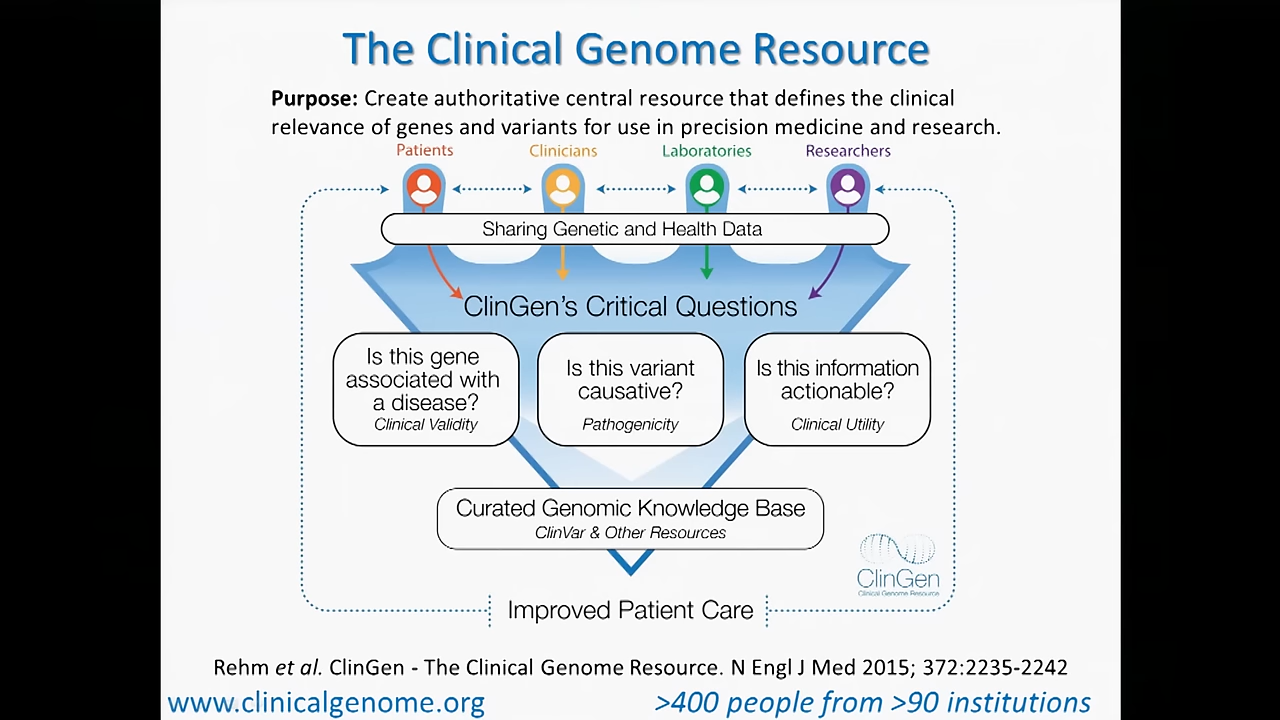 The Clinical Genome Resource
Purpose: Create authoritative central resource that defines the clinical
relevance of genes and variants for use in precision medicine and research.
Patients
Clinicians
Laboratories
Researchers
Sharing Genetic and Health Data
ClinGen's Critical Questions
Is this gene
associated with
a disease?
Clinical Validity
Is this variant
causative?
Pathogenicity
Is this information
actionable?
Clinical Utility
Curated Genomic Knowledge Base
ClinVar & Other Resources
ClinGen
Clinical Genome Resource
Improved Patient Care
Rehm et al. ClinGen - The Clinical Genome Resource. N Engl J Med 2015; 372:2235-2242
www.clinicalgenome.org
>400 people from >90 institutions